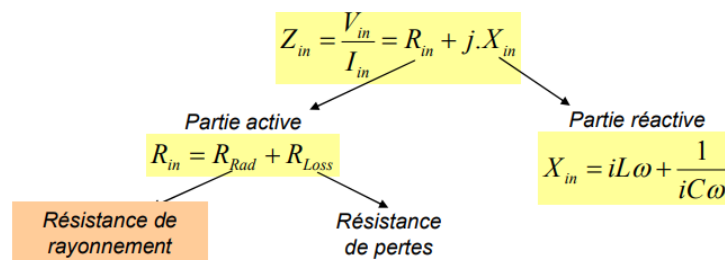 Z_in = V_in / I_in = R_in + j.X_in
Partie active
R_in = R_Rad + R_Loss
Partie réactive
X_in = iLω + 1 / iCω
Résistance de
rayonnement
Résistance
de pertes